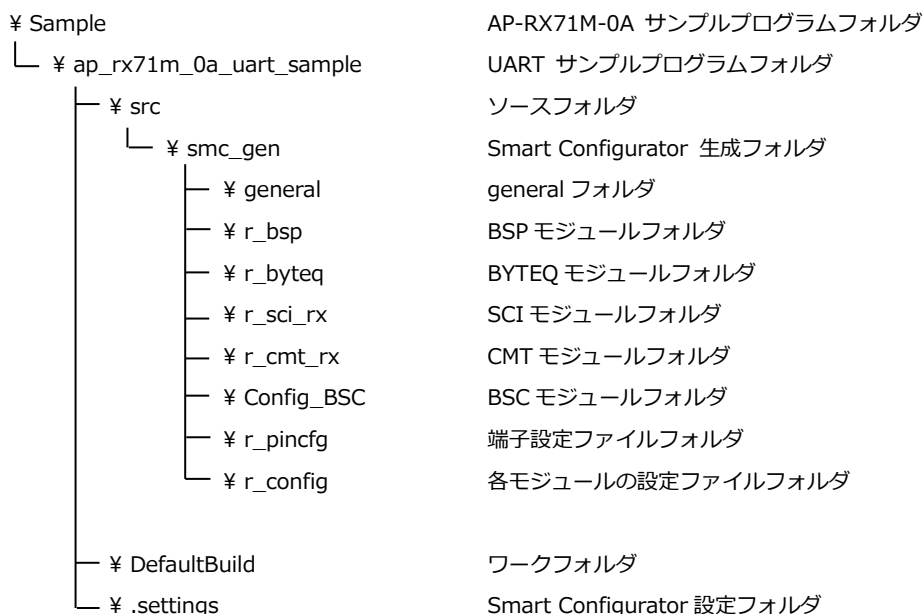 ¥ Sample AP-RX71M-0A サンプルプログラムフォルダ
¥ ap_rx71m_0a_uart_sample UART サンプルプログラムフォルダ
¥ src ソースフォルダ
¥ smc_gen Smart Configurator 生成フォルダ
¥ general general フォルダ
¥ r_bsp BSP モジュールフォルダ
¥ r_byteq BYTEQ モジュールフォルダ
¥ r_sci_rx SCI モジュールフォルダ
¥ r_cmt_rx CMT モジュールフォルダ
¥ Config_BSC BSC モジュールフォルダ
¥ r_pincfg 端子設定ファイルフォルダ
¥ r_config 各モジュールの設定ファイルフォルダ
¥ DefaultBuild ワークフォルダ
¥ .settings Smart Configurator 設定フォルダ